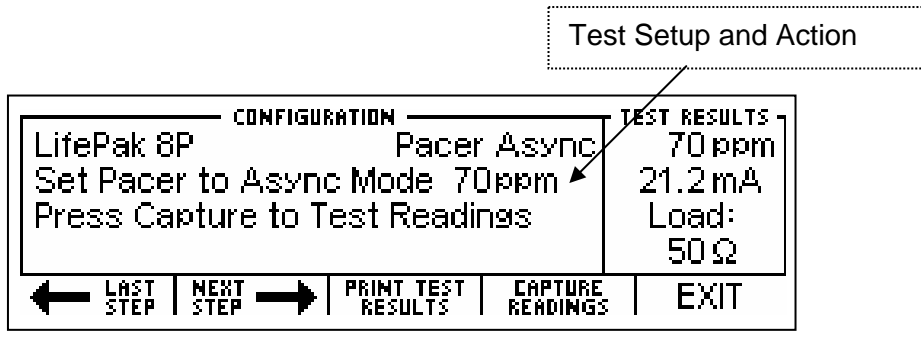 Test Setup and Action
CONFIGURATION
TEST RESULTS
LifePak 8P Pacer Async
70 ppm
Set Pacer to Async Mode 70ppm
21.2 mA
Press Capture to Test Readings
Load:
50 Ω
LAST STEP
NEXT STEP
PRINT TEST RESULTS
CAPTURE READINGS
EXIT